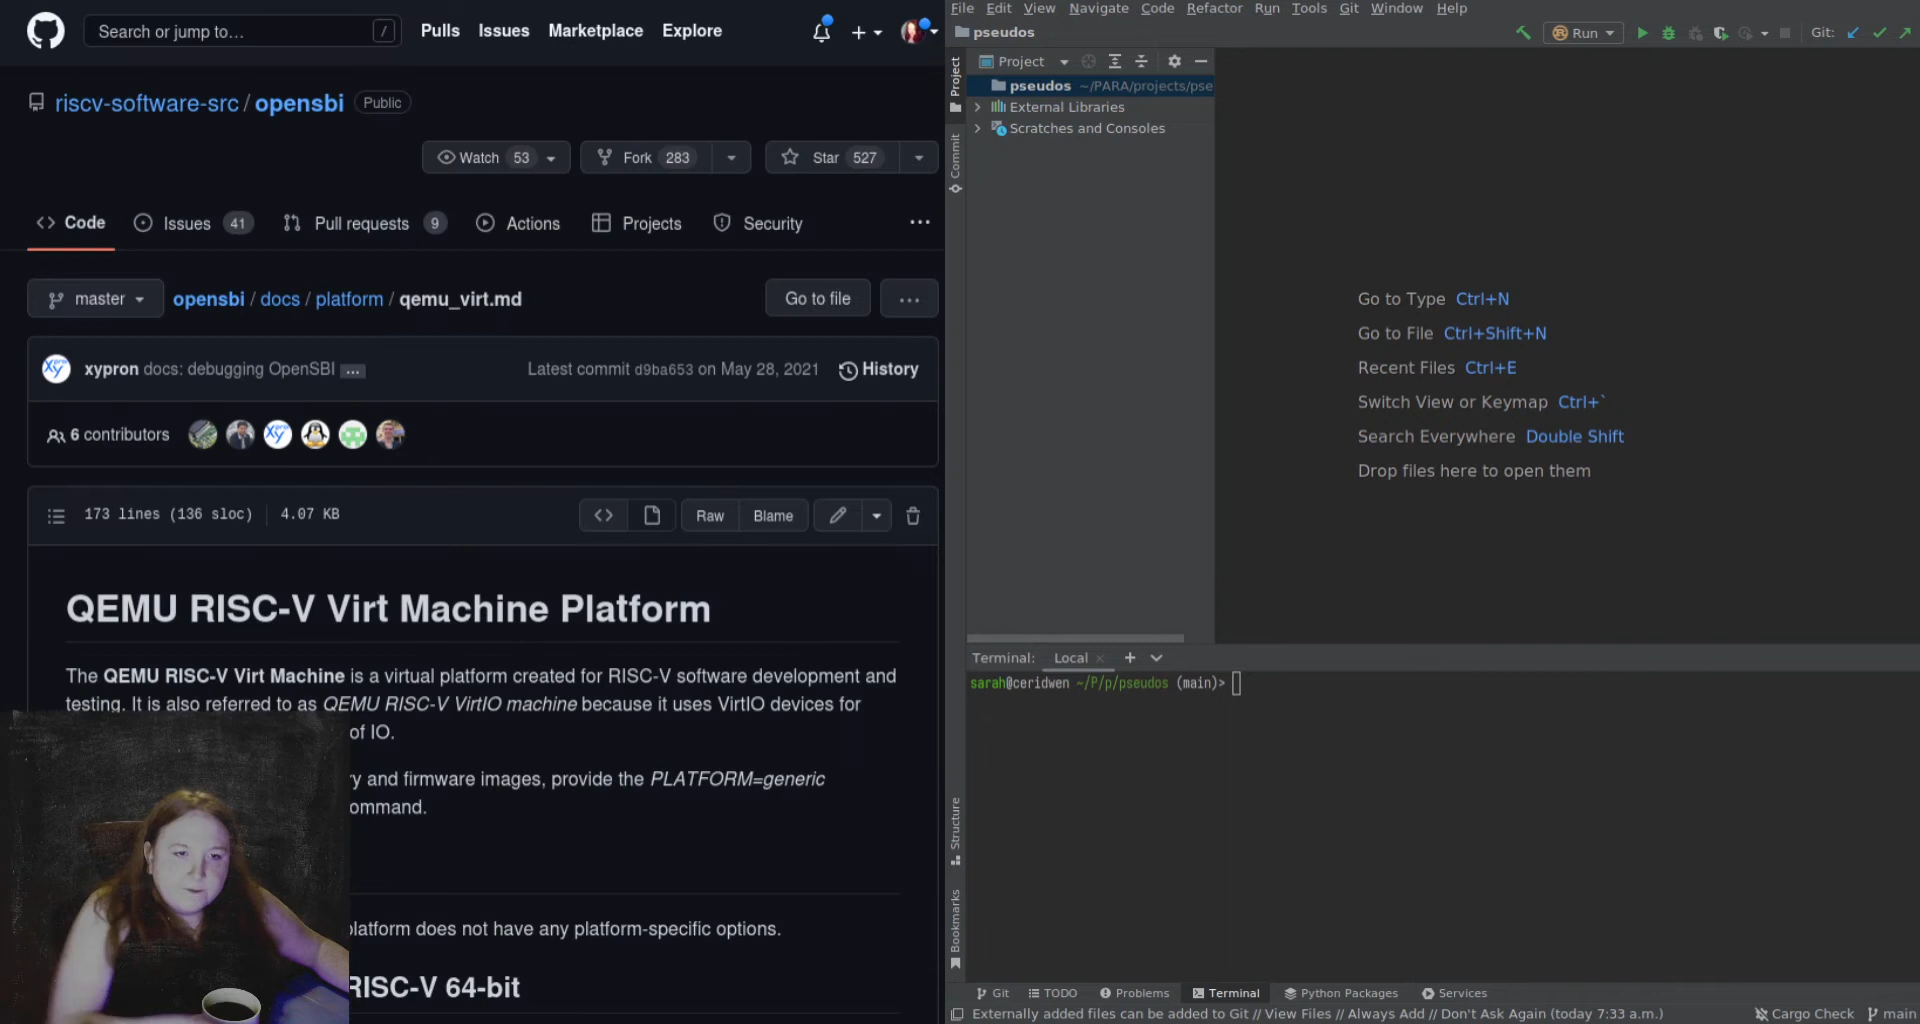 Search or jump to…
/
Pulls
Issues
Marketplace
Explore
riscv-software-src / opensbi
Public
Watch 53
Fork 283
Star 527
Code
Issues 41
Pull requests 9
Actions
Projects
Security
master
opensbi / docs / platform / qemu_virt.md
Go to file
xypron docs: debugging OpenSBI
Latest commit d9ba653 on May 28, 2021
History
6 contributors
173 lines (136 sloc)
4.07 KB
Raw
Blame
QEMU RISC-V Virt Machine Platform
The QEMU RISC-V Virt Machine is a virtual platform created for RISC-V software development and
testing. It is also referred to as QEMU RISC-V VirtIO machine because it uses VirtIO devices for
of IO.
y and firmware images, provide the PLATFORM=generic
ommand.
platform does not have any platform-specific options.
RISC-V 64-bit
File Edit View Navigate Code Refactor Run Tools Git Window Help
pseudos
Run
Git:
Project
Project
pseudos ~/PARA/projects/pse
External Libraries
Scratches and Consoles
Commit
Go to Type Ctrl+N
Go to File Ctrl+Shift+N
Recent Files Ctrl+E
Switch View or Keymap Ctrl+`
Search Everywhere Double Shift
Drop files here to open them
Terminal: Local × +
sarah@ceridwen ~/P/p/pseudos (main)>
Structure
Bookmarks
Git
TODO
Problems
Terminal
Python Packages
Services
Externally added files can be added to Git // View Files // Always Add // Don't Ask Again (today 7:33 a.m.)
Cargo Check
main